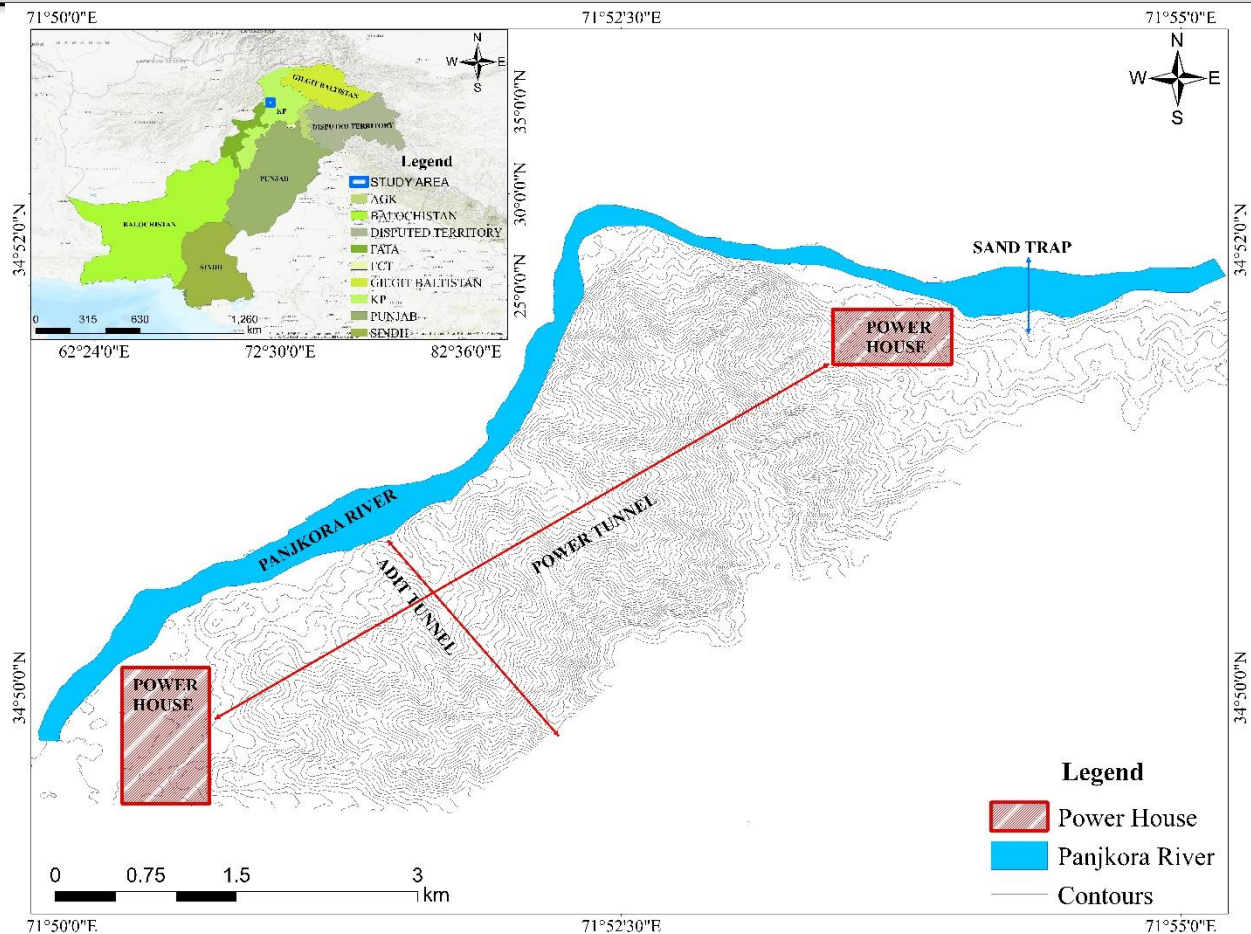 71°50'0"E 71°52'30"E 71°55'0"E
N
W E
S
GILGIT BALTISTAN
KP
DISPUTED TERRITORY
PUNJAB
BALOCHISTAN
SINDH
Legend
STUDY AREA
AGK
BALOCHISTAN
DISPUTED TERRITORY
FATA
FCT
GILGIT BALTISTAN
KP
PUNJAB
SINDH
0 315 630 1,260
km
62°24'0"E 72°30'0"E 82°36'0"E
35°0'0"N
30°0'0"N
25°0'0"N
N
W E
S
34°52'0"N
34°52'0"N
SAND TRAP
POWER
HOUSE
PANJKORA RIVER
POWER TUNNEL
ADIT TUNNEL
POWER
HOUSE
34°50'0"N
34°50'0"N
Legend
Power House
Panjkora River
Contours
0 0.75 1.5 3
km
71°50'0"E 71°52'30"E 71°55'0"E